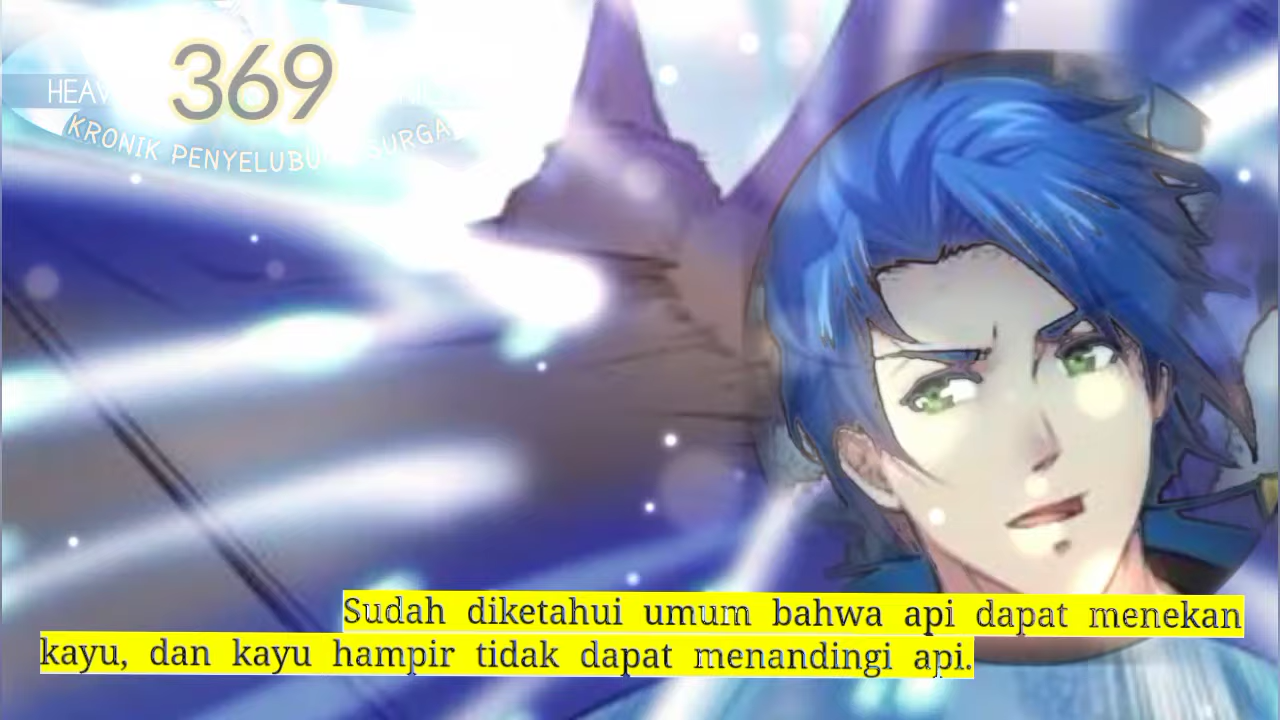 369
HEAV
KRONIK PENYELUBU SURGA
Sudah diketahui umum bahwa api dapat menekan
kayu, dan kayu hampir tidak dapat menandingi api.